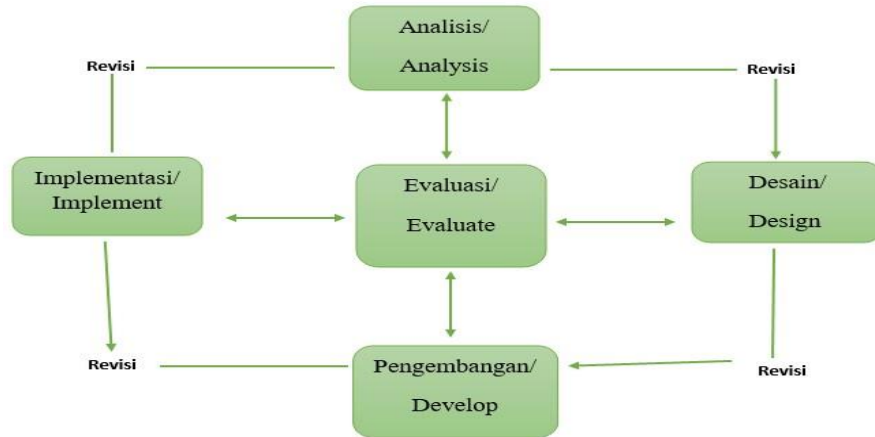 Analisis/
Analysis
Revisi
Revisi
Implementasi/
Implement
Evaluasi/
Evaluate
Desain/
Design
Revisi
Pengembangan/
Develop
Revisi